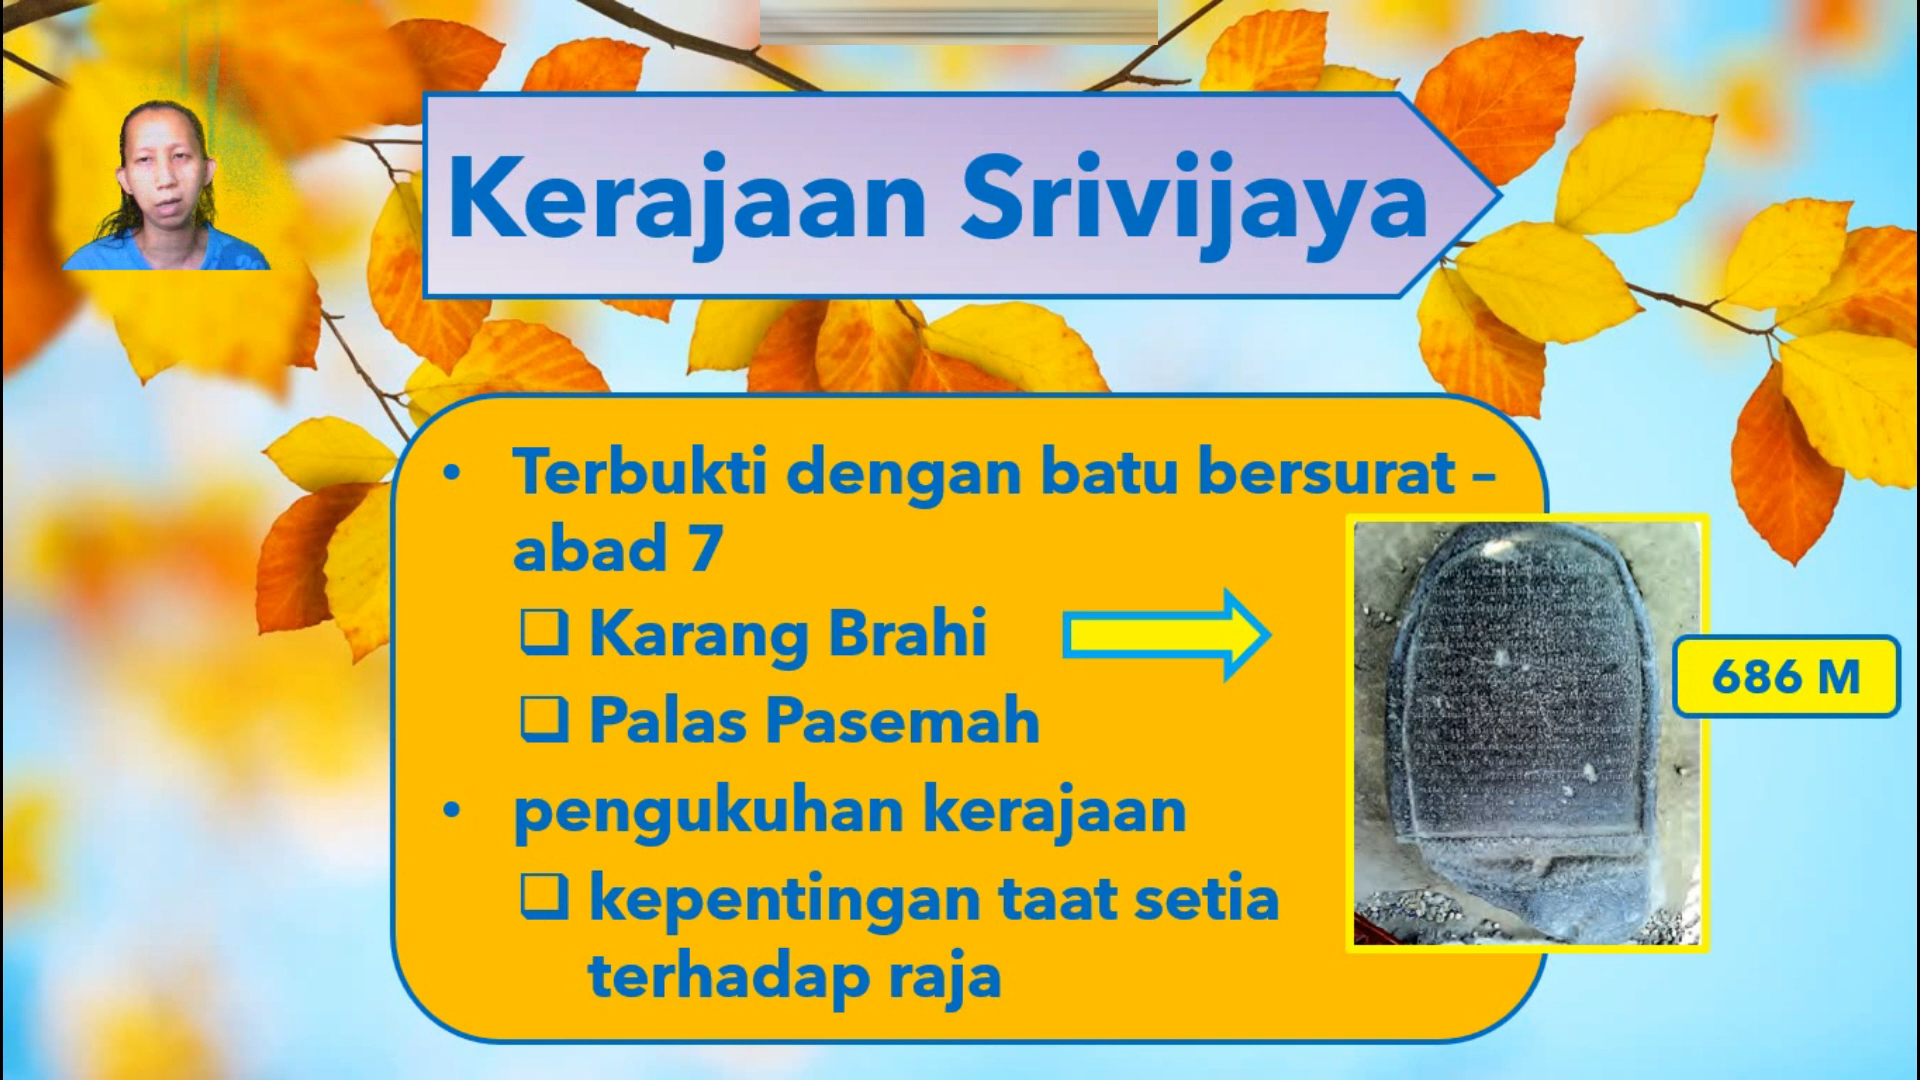 Kerajaan Srivijaya
• Terbukti dengan batu bersurat –
abad 7
❑ Karang Brahi
❑ Palas Pasemah
686 M
• pengukuhan kerajaan
❑ kepentingan taat setia
terhadap raja